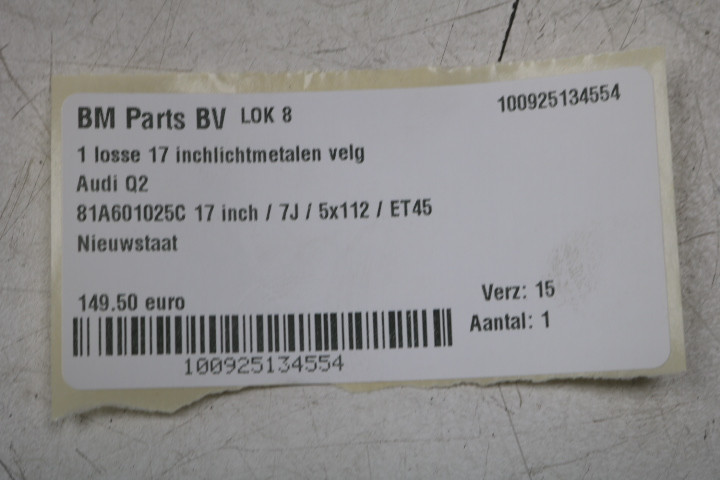 BM Parts BV LOK 8 100925134554
1 losse 17 inchlichtmetalen velg
Audi Q2
81A601025C 17 inch / 7J / 5x112 / ET45
Nieuwstaat
149.50 euro Verz: 15
Aantal: 1
100925134554